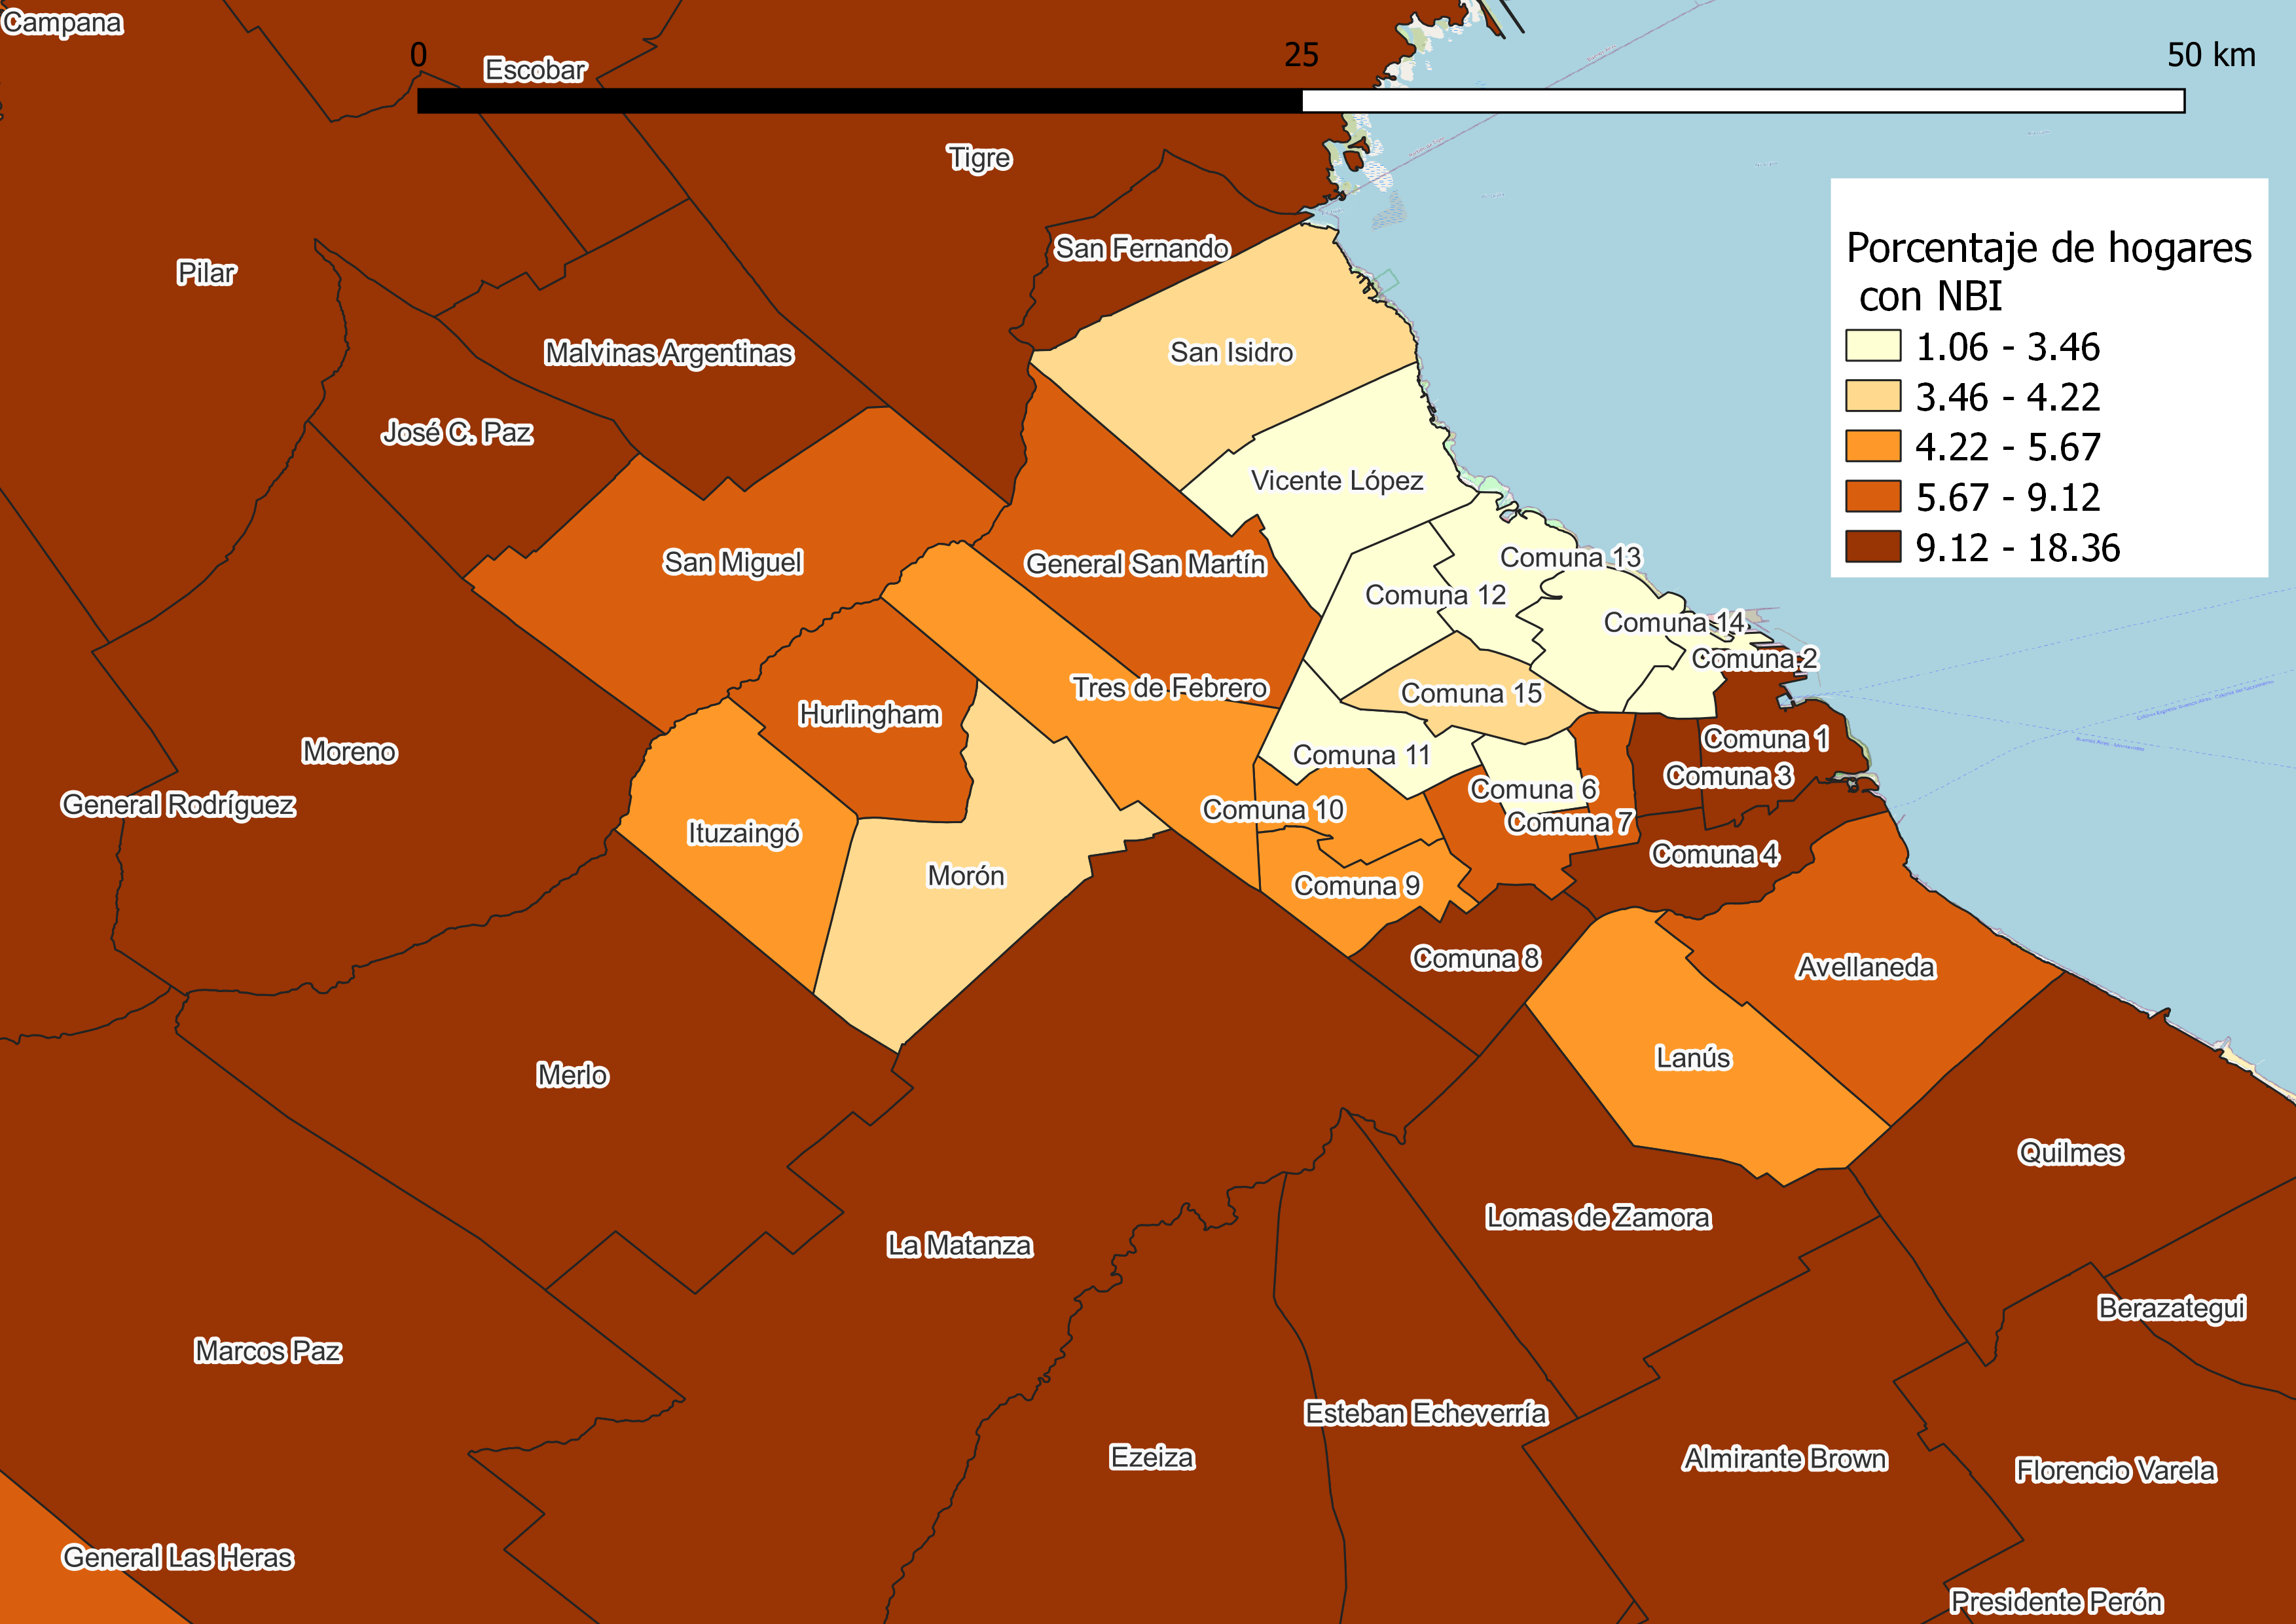 Campana
0
25
50 km
Escobar
Tigre
San Fernando
Pilar
Porcentaje de hogares
con NBI
1.06 - 3.46
3.46 - 4.22
4.22 - 5.67
5.67 - 9.12
9.12 - 18.36
Malvinas Argentinas
San Isidro
José C. Paz
Vicente López
San Miguel
General San Martín
Comuna 13
Comuna 12
Comuna 14
Comuna 2
Tres de Febrero
Comuna 15
Hurlingham
Moreno
Comuna 11
Comuna 1
Comuna 3
General Rodríguez
Comuna 10
Comuna 6
Comuna 7
Ituzaingó
Comuna 4
Morón
Comuna 9
Comuna 8
Avellaneda
Lanús
Merlo
Quilmes
Lomas de Zamora
La Matanza
Berazategui
Marcos Paz
Esteban Echeverría
Ezeiza
Almirante Brown
Florencio Varela
General Las Heras
Presidente Perón